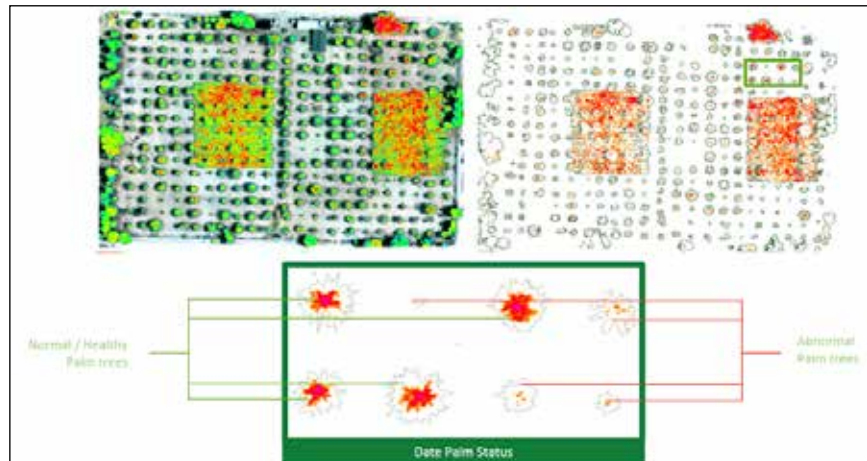 Normal / Healthy
Palm trees
Abnormal
Palm trees
Date Palm Status